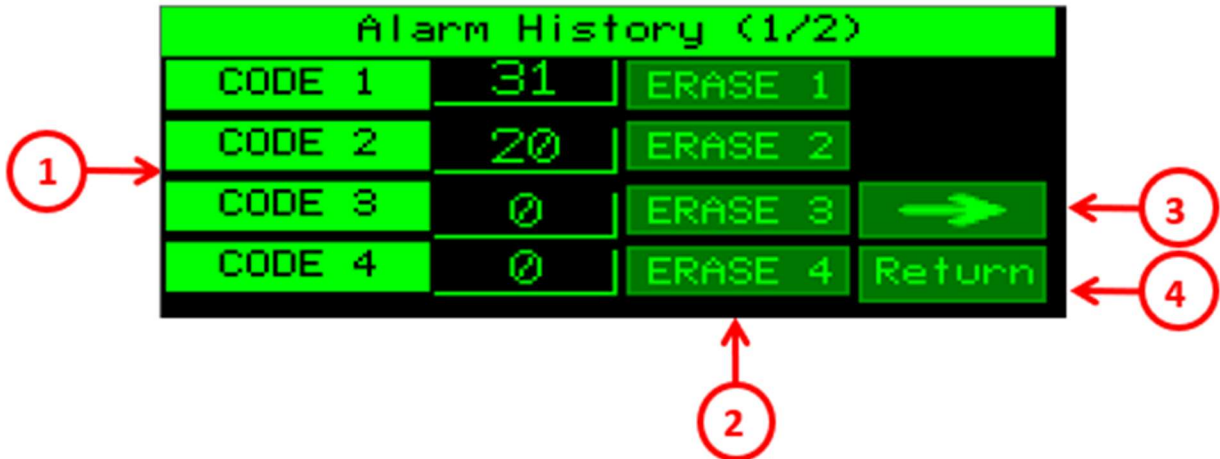 Alarm History (1/2)
CODE 1 31 ERASE 1
CODE 2 20 ERASE 2
CODE 3 0 ERASE 3
CODE 4 0 ERASE 4 Return
1
2
3
4